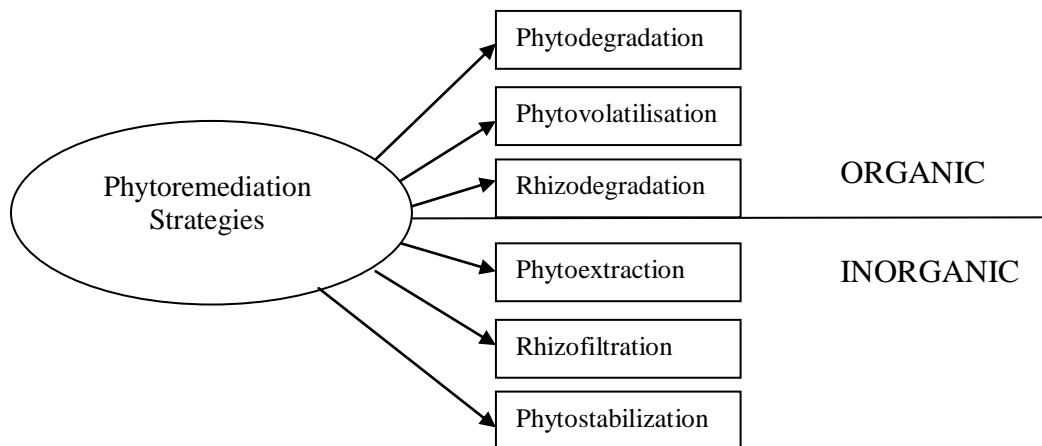 Phytoremediation
Strategies
Phytodegradation
Phytovolatilisation
Rhizodegradation
ORGANIC
Phytoextraction
INORGANIC
Rhizofiltration
Phytostabilization